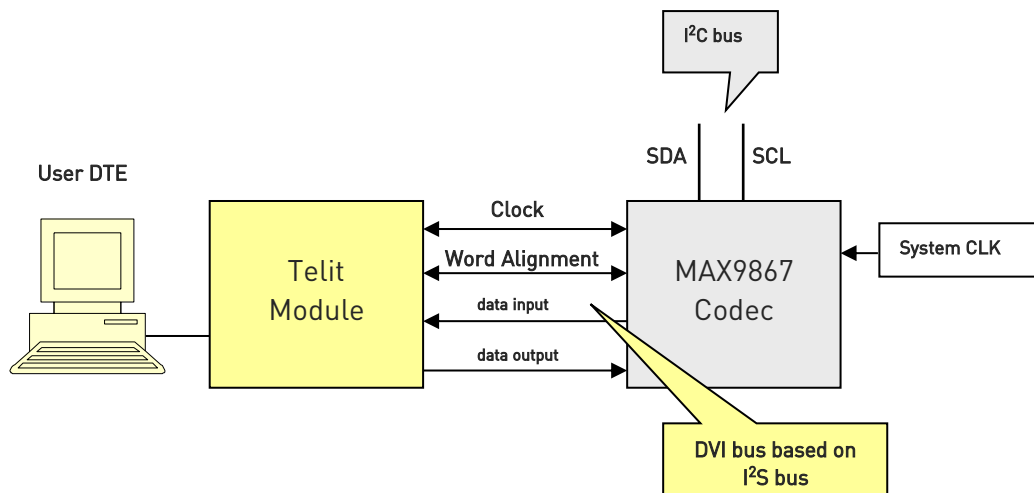 I²C bus
SDA
SCL
User DTE
Clock
System CLK
Word Alignment
Telit
Module
MAX9867
Codec
data input
data output
DVI bus based on
I²S bus